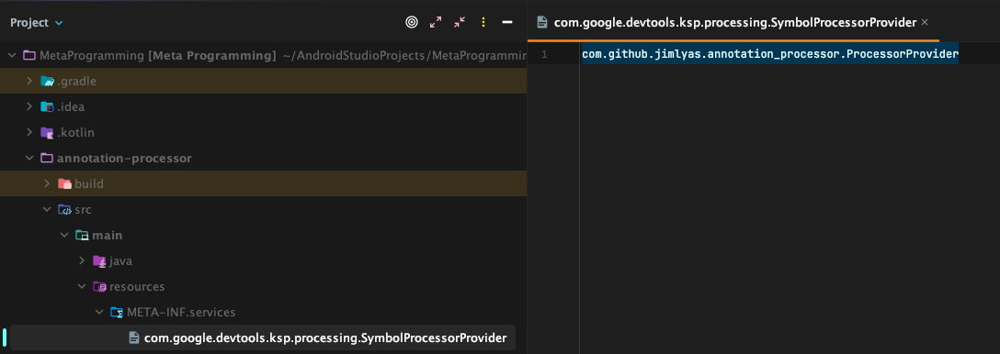 Project
com.google.devtools.ksp.processing.SymbolProcessorProvider
MetaProgramming [Meta Programming] ~/AndroidStudioProjects/MetaProgrammin
1 com.github.jimlyas.annotation_processor.ProcessorProvider
.gradle
.idea
.kotlin
annotation-processor
build
src
main
java
resources
META-INF.services
com.google.devtools.ksp.processing.SymbolProcessorProvider